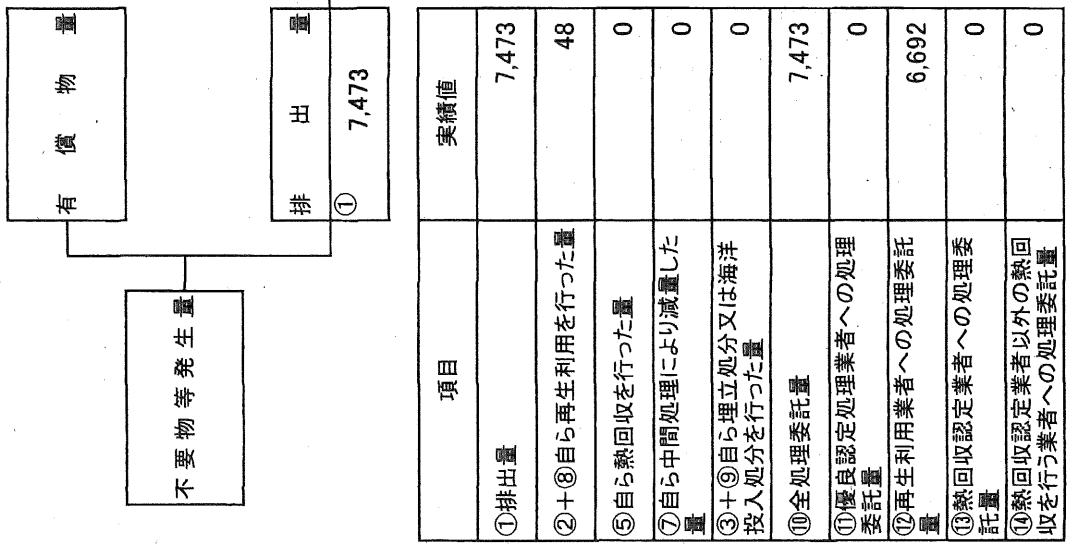 不要物等発生量
有償物量
排出量
① 7,473
項目 実績値
①排出量 7,473
②+⑧自ら再生利用を行った量 48
⑤自ら熱回収を行った量 0
⑦自ら中間処理により減量した
量 0
③+⑨自ら埋立処分又は海洋
投入処分を行った量 0
⑩全処理委託量 7,473
⑪優良認定処理業者への処理
委託量 0
⑫再生利用業者への処理委託
量 6,692
⑬熱回収認定業者への処理委
託量 0
⑭熱回収認定業者以外の熱回
収を行う業者への処理委託量 0